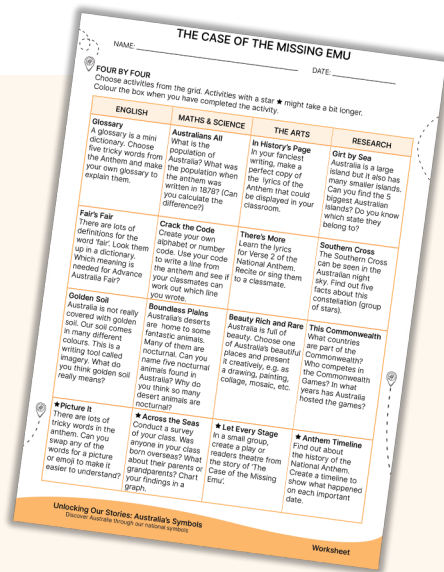 THE CASE OF THE MISSING EMU
NAME:
DATE:
FOUR BY FOUR
Choose activities from the grid. Activities with a star ★ might take a bit longer.
Colour the box when you have completed the activity.
ENGLISH
MATHS & SCIENCE
THE ARTS
RESEARCH
Glossary
A glossary is a mini
dictionary. Choose
five tricky words from
the Anthem and make
your own glossary to
explain them.
Australians All
What is the
population of
Australia? What was
the population when
the anthem was
written in 1878? (Can
you calculate the
difference?)
In History's Page
In your fanciest
writing, make a
perfect copy of
the lyrics of the
Anthem that could
be displayed in your
classroom.
Girt by Sea
Australia is a large
island but it also has
many smaller islands.
Can you find the 5
biggest Australian
islands? Do you know
which state they
belong to?
Fair's Fair
There are lots of
definitions for the
word 'fair'. Look them
up in a dictionary.
Which meaning is
needed for Advance
Australia Fair?
Crack the Code
Create your own
alphabet or number
code. Use your code
to write a line from
the anthem and see if
your classmates can
work out which line
you wrote.
There's More
Learn the lyrics
for Verse 2 of the
National Anthem.
Recite or sing them
to a classmate.
Southern Cross
The Southern Cross
can be seen in the
Australian night
sky. Find out five
facts about this
constellation (group
of stars).
Golden Soil
Australia is not really
covered with golden
soil. Our soil comes
in many different
colours. This is a
writing tool called
imagery. What do
you think golden soil
really means?
Boundless Plains
Australia's deserts
are home to some
fantastic animals.
Many of them are
nocturnal. Can you
name five nocturnal
animals found in
Australia? Why do
you think so many
desert animals are
nocturnal?
Beauty Rich and Rare
Australia is full of
beauty. Choose one
of Australia's beautiful
places and present
it creatively, e.g. as
a drawing, painting,
collage, mosaic, etc.
This Commonwealth
What countries
are part of the
Commonwealth?
Who competes in
the Commonwealth
Games? In what
years has Australia
hosted the games?
★Picture It
There are lots of
tricky words in the
anthem. Can you
swap any of the
words for a picture
or emoji to make it
easier to understand?
★ Across the Seas
Conduct a survey
of your class. Was
anyone in your class
born overseas? What
about their parents or
grandparents? Chart
your findings in a
graph.
★ Let Every Stage
In a small group,
create a play or
readers theatre from
the story of 'The
Case of the Missing
Emu'.
★ Anthem Timeline
Find out about
the history of the
National Anthem.
Create a timeline to
show what happened
on each important
date.
Unlocking Our Stories: Australia's Symbols
Discover Australia through our national symbols
Worksheet